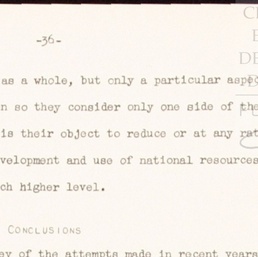 -36-
as a whole, but only a particular
n so they consider only one side of the
is their object to reduce or at any
velopment and use of national resources
ch higher level.
CONCLUSIONS
ey of the attempts made in recent years